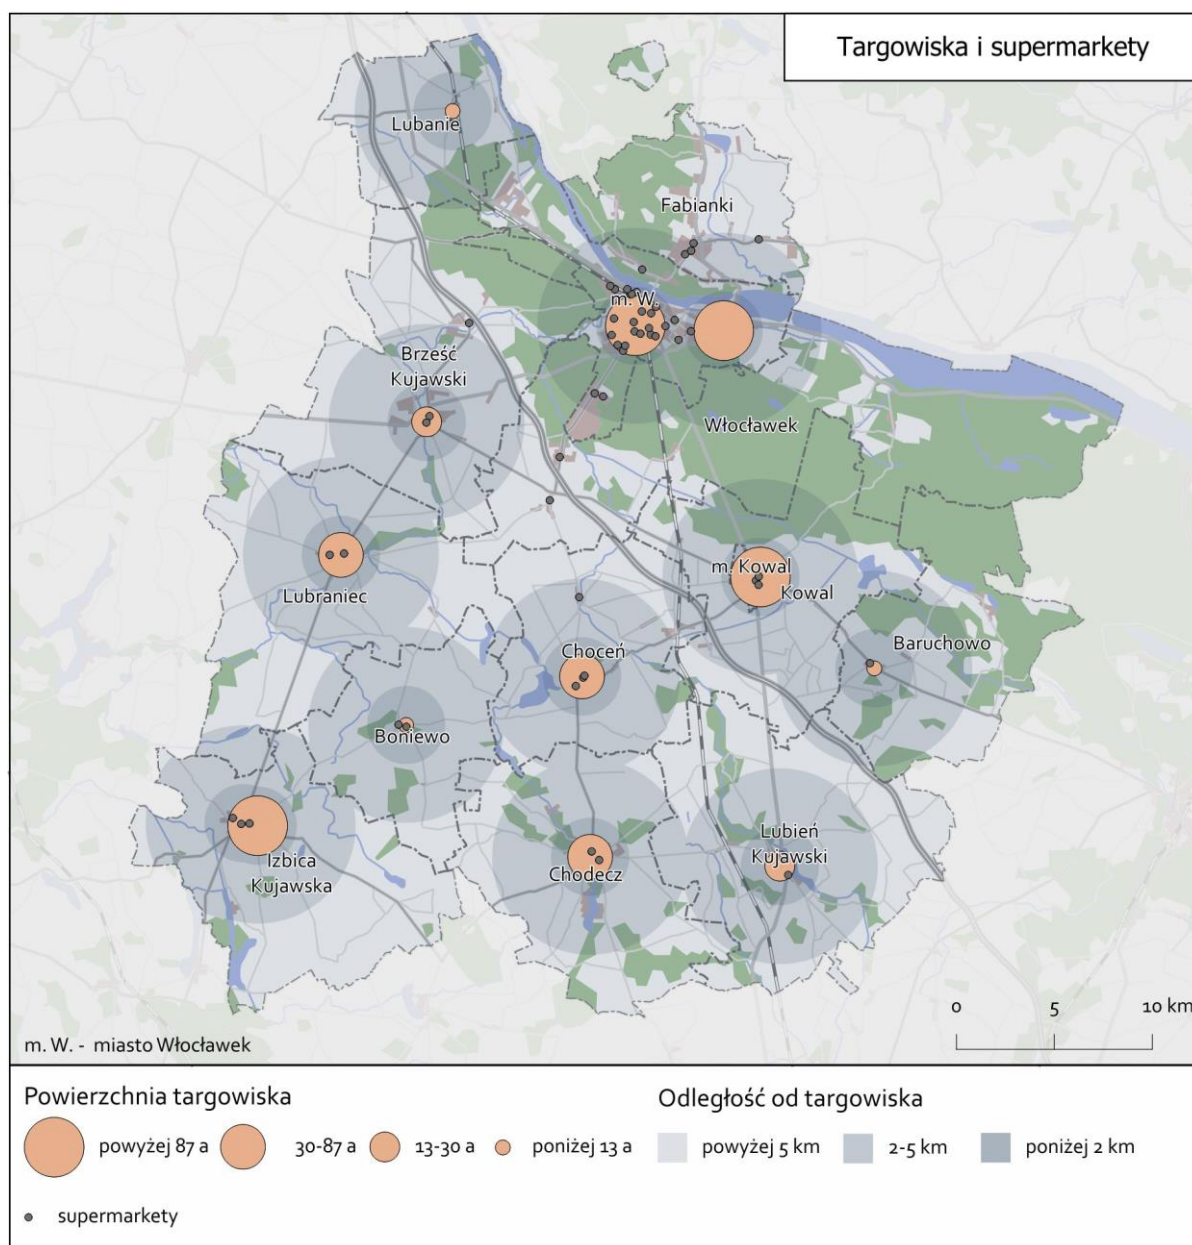 Targowiska i supermarkety
Lubanie
Fabianki
m. W.
Brześć
Kujawski
Włocławek
m. Kowal
Kowal
Lubraniec
Baruchowo
Choceń
Boniewo
Lubień
Kujawski
Izbica
Kujawska
Chodecz
0 5 10 km
m. W. - miasto Włocławek
Powierzchnia targowiska
Odległość od targowiska
powyżej 87 a 30-87 a 13-30 a poniżej 13 a powyżej 5 km 2-5 km poniżej 2 km
supermarkety